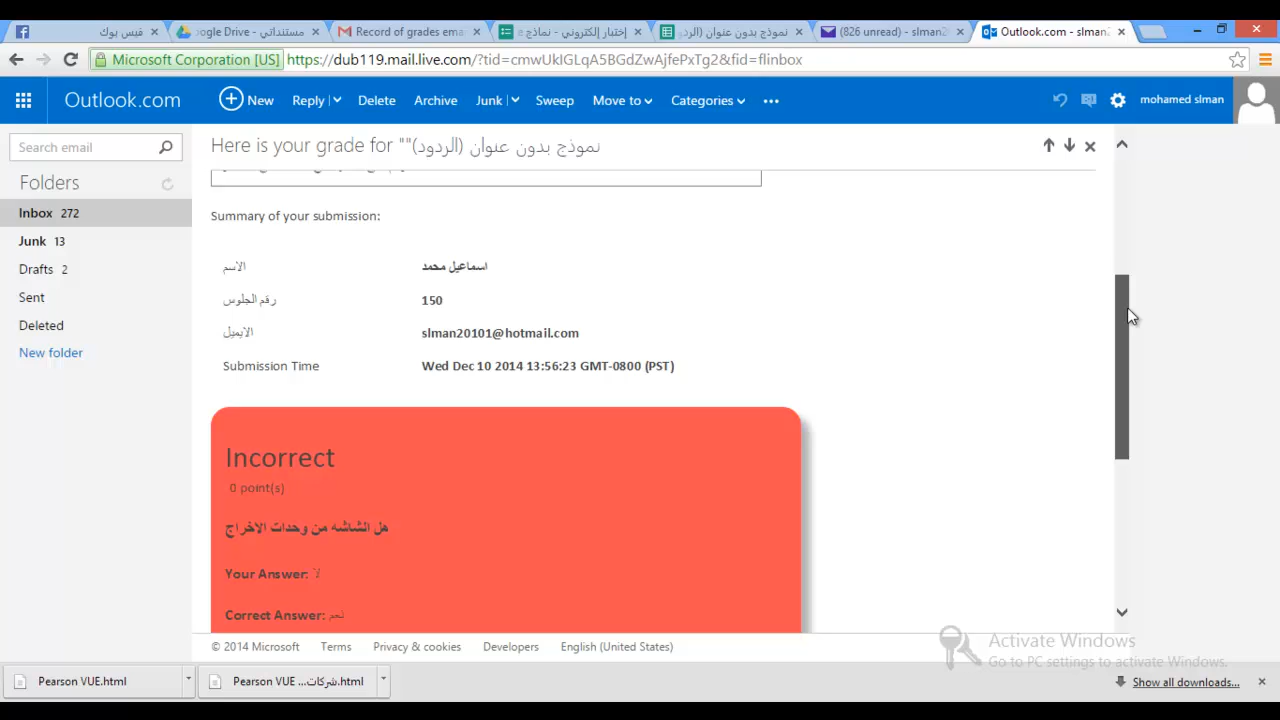 فيس بوك
مستنداتي - Google Drive
Record of grades ema
إختبار إلكتروني بنماذج
نموذج بدون عنوان (الرد
(826 unread) - slman2
Outlook.com - slman
Microsoft Corporation [US]
https://dub119.mail.live.com/?tid=cmwUkIGLqA5BGdZwAjfePxTg2&fid=flinbox
Outlook.com
New
Reply
Delete
Archive
Junk
Sweep
Move to
Categories
mohamed slman
Search email
Here is your grade for ""نموذج بدون عنوان (الردود)
Folders
Inbox 272
Junk 13
Drafts 2
Sent
Deleted
New folder
Summary of your submission:
الاسم اسماعيل محمد
رقم الجلوس 150
الايميل slman20101@hotmail.com
Submission Time Wed Dec 10 2014 13:56:23 GMT-0800 (PST)
Incorrect
0 point(s)
هل الشاشه من وحدات الاخراج
Your Answer: لا
Correct Answer: نعم
© 2014 Microsoft Terms Privacy & cookies Developers English (United States)
Activate Windows
Go to PC settings to activate Windows.
Pearson VUE.html
Pearson VUE ...شركات.html
Show all downloads...